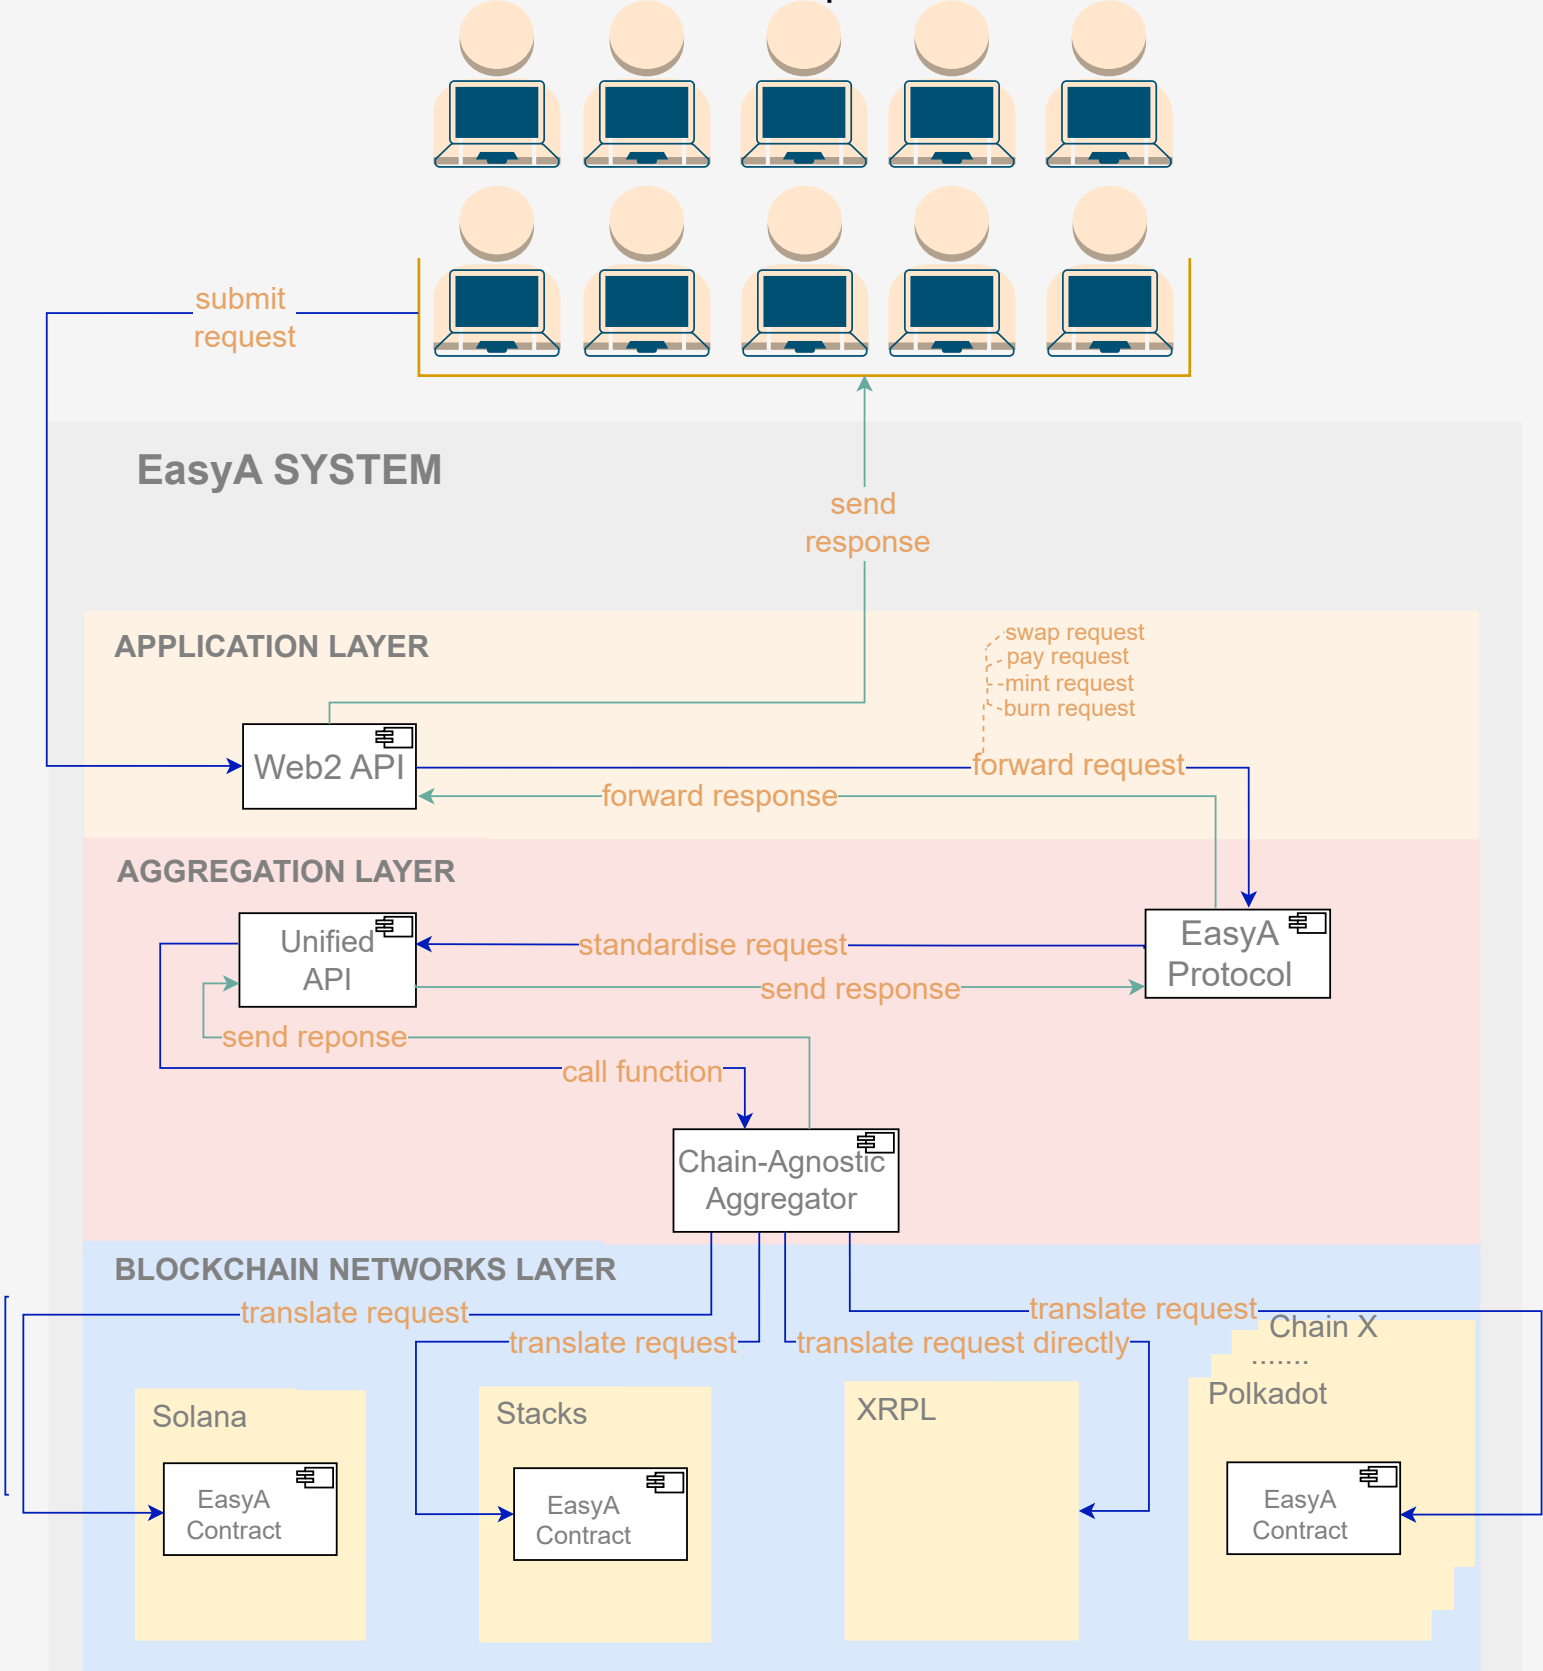 submit
request
EasyA SYSTEM
send
response
APPLICATION LAYER
swap request
pay request
mint request
burn request
Web2 API
forward request
forward response
AGGREGATION LAYER
Unified
API
standardise request
EasyA
Protocol
send response
send reponse
call function
Chain-Agnostic
Aggregator
BLOCKCHAIN NETWORKS LAYER
translate request
translate request
translate request
translate request directly
Chain X
.......
Polkadot
Solana
Stacks
XRPL
EasyA
Contract
EasyA
Contract
EasyA
Contract